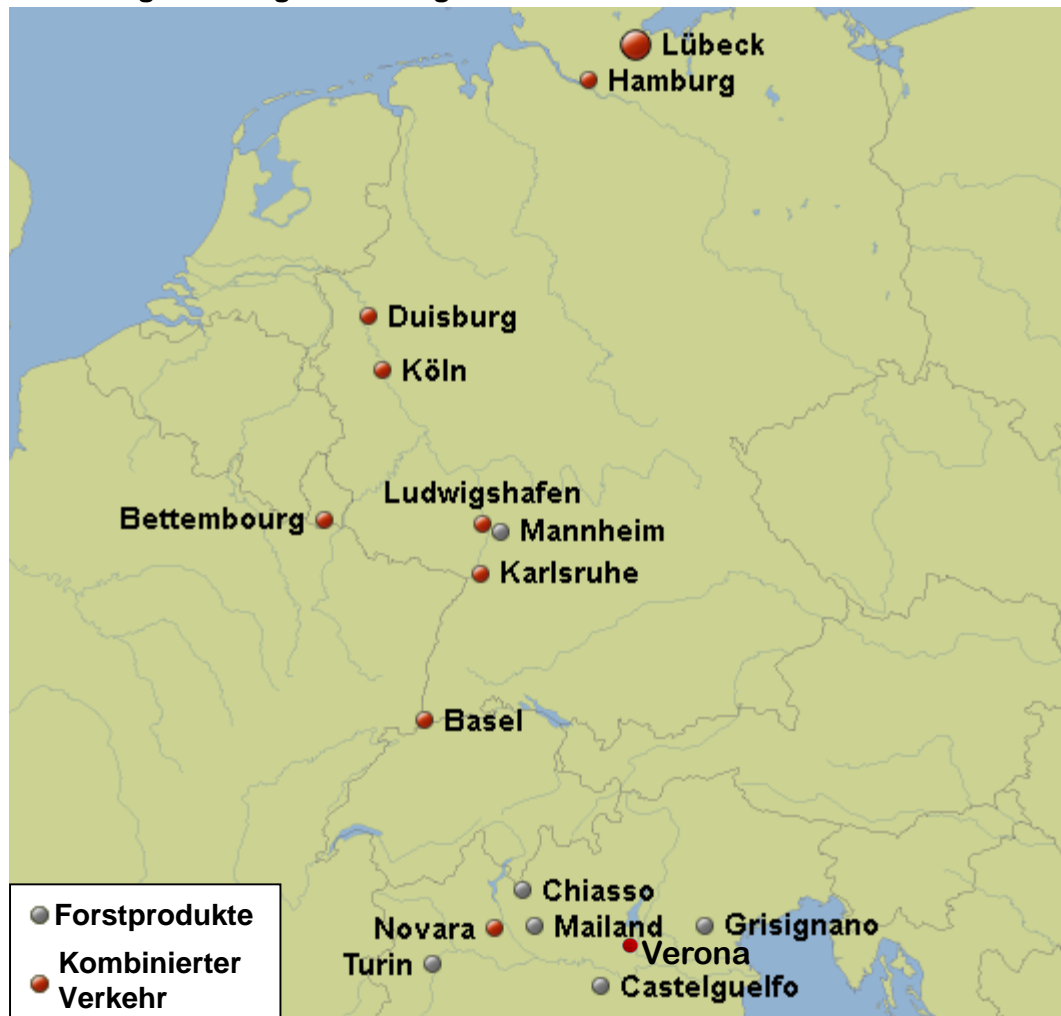 Lübeck
Hamburg
Duisburg
Köln
Ludwigshafen
Bettembourg
Mannheim
Karlsruhe
Basel
Chiasso
Novara
Mailand
Grisignano
Verona
Turin
Castelguelfo
Forstprodukte
Kombinierter
Verkehr